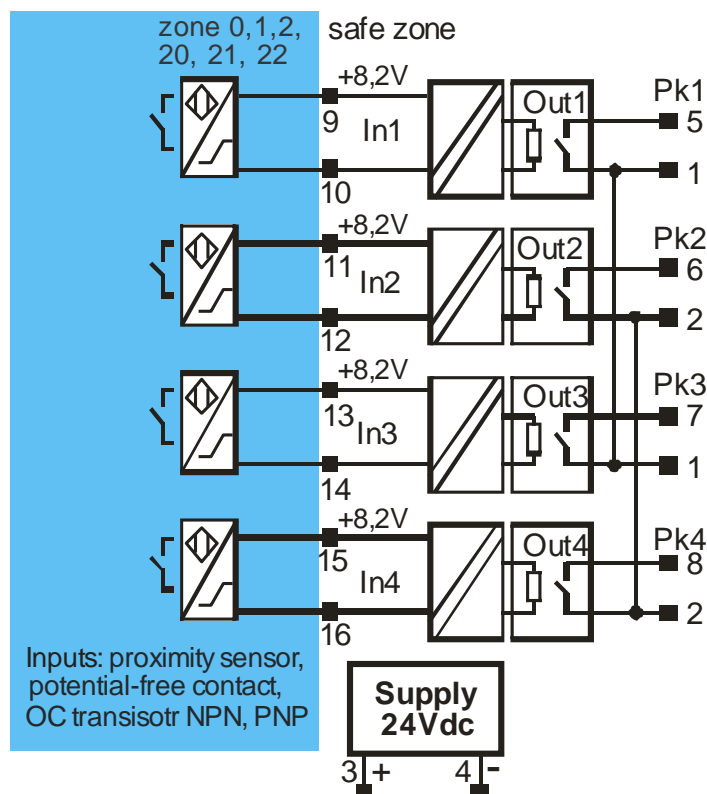 zone 0,1,2,
20, 21, 22
safe zone
+8,2V
9
In1
10
Out1
Pk1
5
1
+8,2V
11
In2
12
Out2
Pk2
6
2
+8,2V
13
In3
14
Out3
Pk3
7
1
+8,2V
15
In4
16
Out4
Pk4
8
2
Inputs: proximity sensor,
potential-free contact,
OC transisotr NPN, PNP
Supply
24Vdc
3 +
4 -